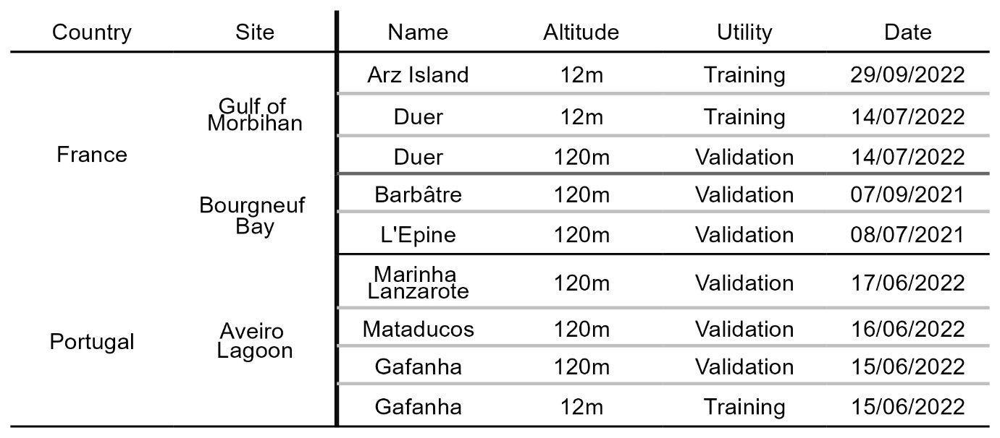 Country Site Name Altitude Utility Date
Arz Island 12m Training 29/09/2022
Gulf of
Morbihan
Duer 12m Training 14/07/2022
France
Duer 120m Validation 14/07/2022
Bourgneuf
Bay
Barbâtre 120m Validation 07/09/2021
L'Epine 120m Validation 08/07/2021
Marinha
Lanzarote
120m Validation 17/06/2022
Portugal
Aveiro
Lagoon
Mataducos 120m Validation 16/06/2022
Gafanha 120m Validation 15/06/2022
Gafanha 12m Training 15/06/2022